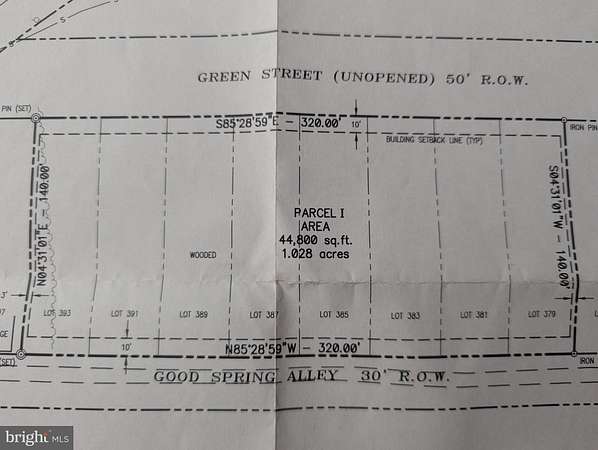 S
S
GREEN STREET (UNOPENED) 50' R.O.W.
PIN (SET)
S85°28'59"E - 320.00'
10'
IRON PIN
BUILDING SETBACK LINE (TYP)
N04°31'01"E - 140.00'
S04°31'01"W - 140.00'
PARCEL I
AREA
44,800 sq.ft.
1.028 acres
WOODED
3'
LOT 393
LOT 391
LOT 389
LOT 387
LOT 385
LOT 383
LOT 381
LOT 379
10'
N85°28'59"W - 320.00'
(SET)
IRON
GOOD SPRING ALLEY 30' R.O.W.
bright MLS